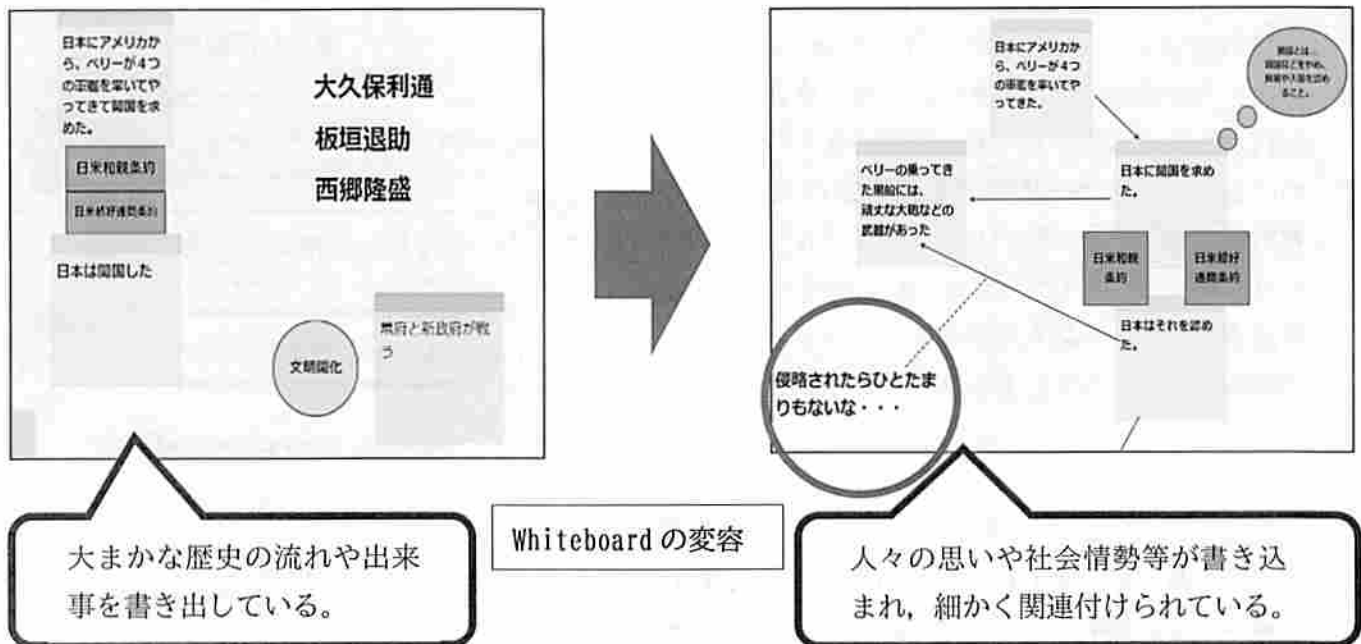 日本にアメリカか
ら、ペリーが4つ
の軍艦を率いてや
ってきて開国を求
めた。
日米和親条約
日米修好通商条約
日本は開国した
大久保利通
板垣退助
西郷隆盛
文明開化
幕府と新政府が戦
う
日本にアメリカか
ら、ペリーが4つ
の軍艦を率いてや
ってきた。
開国とは…
ること。
ペリーの乗ってき
た黒船には、
頑丈な大砲などの
武器があった
日本に開国を求め
た。
日米和親
条約
日米修好
通商条約
日本はそれを認め
た。
侵略されたらひとたま
りもないな・・・
大まかな歴史の流れや出来
事を書き出している。
Whiteboard の変容
人々の思いや社会情勢等が書き込
まれ，細かく関連付けられている。